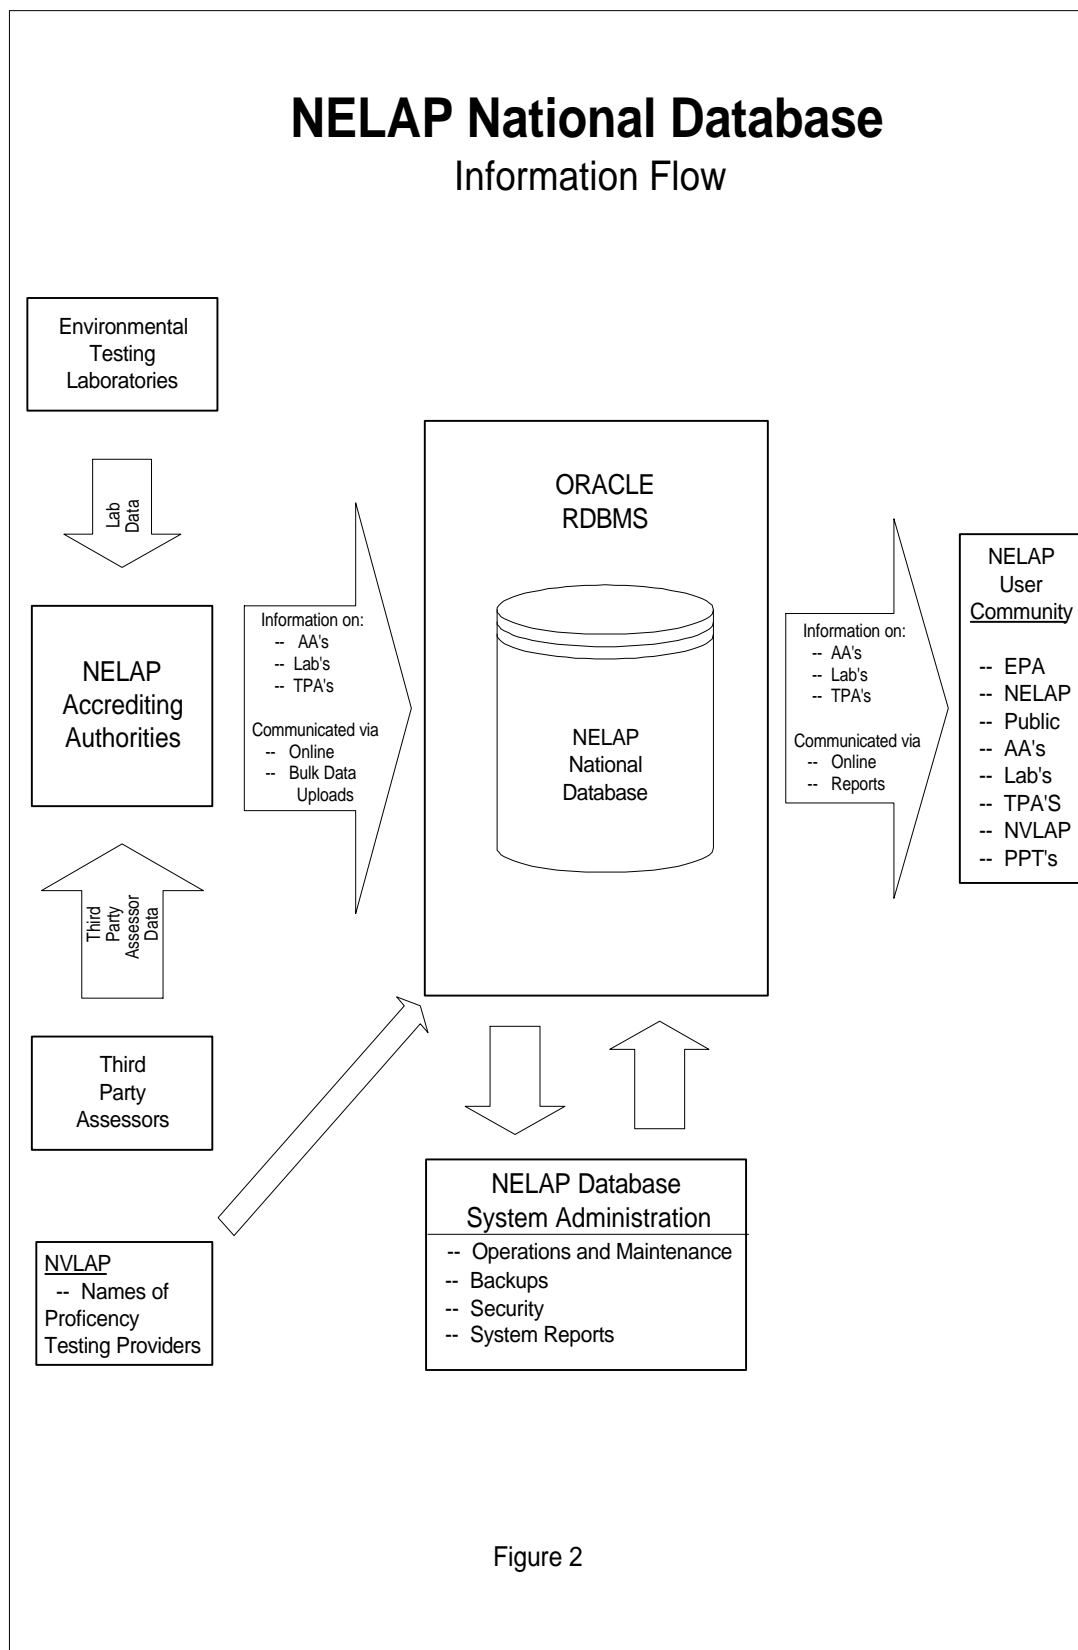 NELAP National Database
Information Flow
Environmental
Testing
Laboratories
Lab
Data
NELAP
Accrediting
Authorities
Third
Party
Assessor
Data
Third
Party
Assessors
NVLAP
-- Names of
Proficency
Testing Providers
Information on:
-- AA's
-- Lab's
-- TPA's
Communicated via
-- Online
-- Bulk Data
Uploads
ORACLE
RDBMS
NELAP
National
Database
NELAP Database
System Administration
-- Operations and Maintenance
-- Backups
-- Security
-- System Reports
Information on:
-- AA's
-- Lab's
-- TPA's
Communicated via
-- Online
-- Reports
NELAP
User
Community
-- EPA
-- NELAP
-- Public
-- AA's
-- Lab's
-- TPA'S
-- NVLAP
-- PPT's
Figure 2